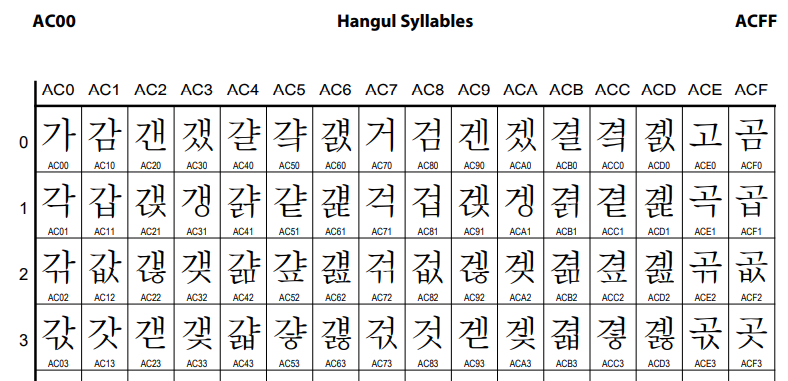 AC00 Hangul Syllables ACFF
AC0 AC1 AC2 AC3 AC4 AC5 AC6 AC7 AC8 AC9 ACA ACB ACC ACD ACE ACF
0 가 감 갠 갰 걀 걐 걠 거 검 겐 겠 결 곀 곐 고 곰
AC00 AC10 AC20 AC30 AC40 AC50 AC60 AC70 AC80 AC90 ACA0 ACB0 ACC0 ACD0 ACE0 ACF0
1 각 갑 갡 갱 걁 걑 걡 걱 겁 겑 겡 겱 곁 곑 곡 곱
AC01 AC11 AC21 AC31 AC41 AC51 AC61 AC71 AC81 AC91 ACA1 ACB1 ACC1 ACD1 ACE1 ACF1
2 갂 값 갢 갲 걂 걒 걢 걲 겂 겒 겢 겲 곂 곒 곢 곲
AC02 AC12 AC22 AC32 AC42 AC52 AC62 AC72 AC82 AC92 ACA2 ACB2 ACC2 ACD2 ACE2 ACF2
3 갃 갓 갣 갳 걃 걓 걣 걳 것 겓 겣 겳 곃 곓 곣 곳
AC03 AC13 AC23 AC33 AC43 AC53 AC63 AC73 AC83 AC93 ACA3 ACB3 ACC3 ACD3 ACE3 ACF3